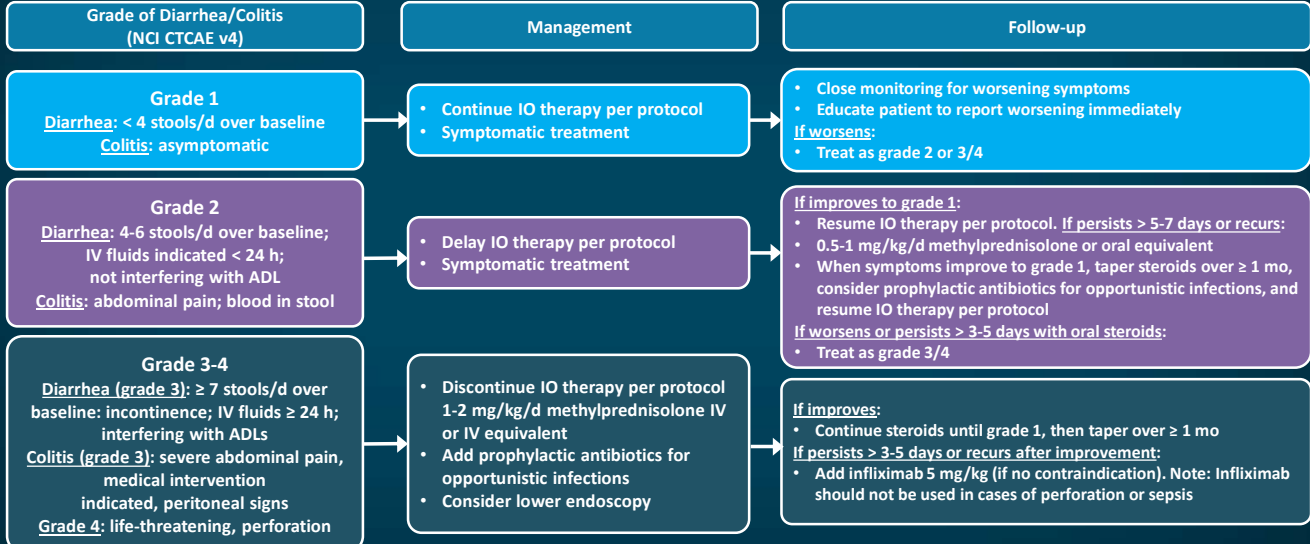 Grade of Diarrhea/Colitis
(NCI CTCAE v4)
Management
Follow-up
Grade 1
Diarrhea: < 4 stools/d over baseline
Colitis: asymptomatic
• Continue IO therapy per protocol
• Symptomatic treatment
• Close monitoring for worsening symptoms
• Educate patient to report worsening immediately
If worsens:
• Treat as grade 2 or 3/4
Grade 2
Diarrhea: 4-6 stools/d over baseline;
IV fluids indicated < 24 h;
not interfering with ADL
Colitis: abdominal pain; blood in stool
• Delay IO therapy per protocol
• Symptomatic treatment
If improves to grade 1:
• Resume IO therapy per protocol. If persists > 5-7 days or recurs:
• 0.5-1 mg/kg/d methylprednisolone or oral equivalent
• When symptoms improve to grade 1, taper steroids over ≥ 1 mo,
consider prophylactic antibiotics for opportunistic infections, and
resume IO therapy per protocol
If worsens or persists > 3-5 days with oral steroids:
• Treat as grade 3/4
Grade 3-4
Diarrhea (grade 3): ≥ 7 stools/d over
baseline: incontinence; IV fluids ≥ 24 h;
interfering with ADLs
Colitis (grade 3): severe abdominal pain,
medical intervention
indicated, peritoneal signs
Grade 4: life-threatening, perforation
• Discontinue IO therapy per protocol
1-2 mg/kg/d methylprednisolone IV
or IV equivalent
• Add prophylactic antibiotics for
opportunistic infections
• Consider lower endoscopy
If improves:
• Continue steroids until grade 1, then taper over ≥ 1 mo
If persists > 3-5 days or recurs after improvement:
• Add infliximab 5 mg/kg (if no contraindication). Note: Infliximab
should not be used in cases of perforation or sepsis